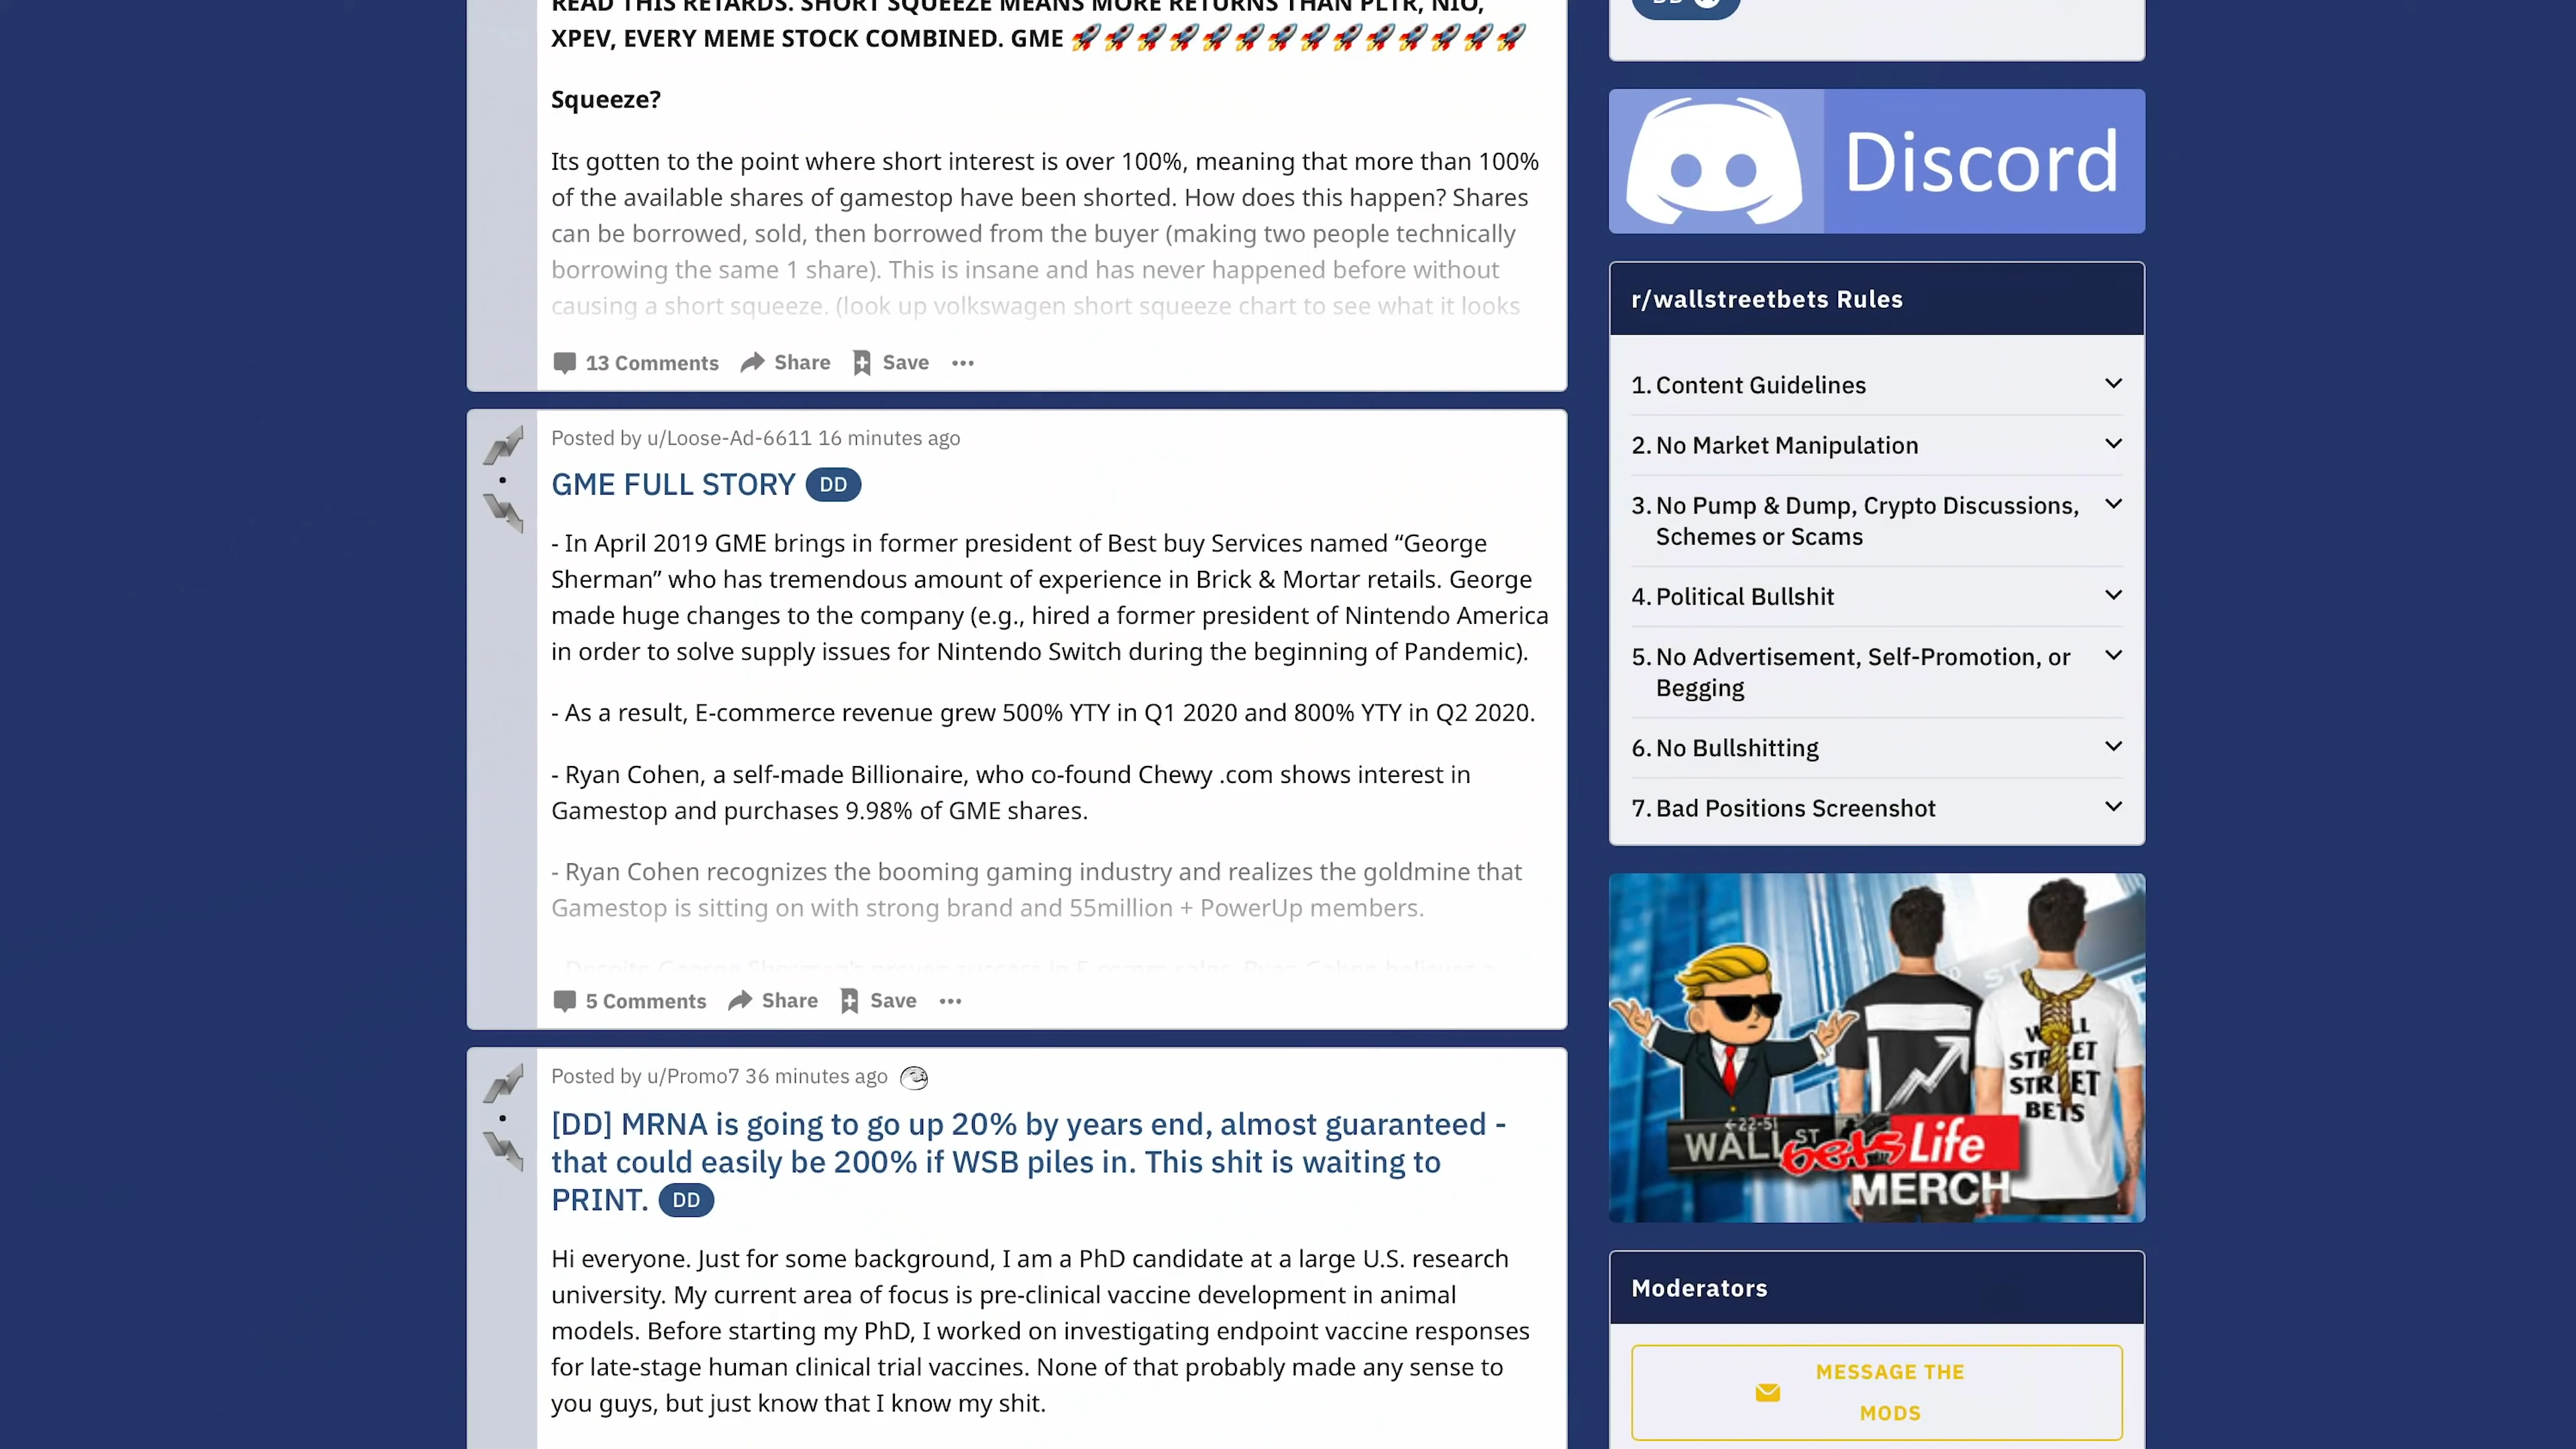 READ THIS RETARDS. SHORT SQUEEZE MEANS MORE RETURNS THAN PLTR, NIO,
XPEV, EVERY MEME STOCK COMBINED. GME 🚀🚀🚀🚀🚀🚀🚀🚀🚀🚀🚀🚀🚀🚀
Squeeze?
Its gotten to the point where short interest is over 100%, meaning that more than 100%
of the available shares of gamestop have been shorted. How does this happen? Shares
can be borrowed, sold, then borrowed from the buyer (making two people technically
borrowing the same 1 share). This is insane and has never happened before without
causing a short squeeze. (look up volkswagen short squeeze chart to see what it looks
13 Comments Share Save ...
Posted by u/Loose-Ad-6611 16 minutes ago
GME FULL STORY DD
- In April 2019 GME brings in former president of Best buy Services named “George
Sherman” who has tremendous amount of experience in Brick & Mortar retails. George
made huge changes to the company (e.g., hired a former president of Nintendo America
in order to solve supply issues for Nintendo Switch during the beginning of Pandemic).
- As a result, E-commerce revenue grew 500% YTY in Q1 2020 and 800% YTY in Q2 2020.
- Ryan Cohen, a self-made Billionaire, who co-found Chewy .com shows interest in
Gamestop and purchases 9.98% of GME shares.
- Ryan Cohen recognizes the booming gaming industry and realizes the goldmine that
Gamestop is sitting on with strong brand and 55million + PowerUp members.
- Despite George Sherman's proven success in E-comm sales, Ryan Cohen believes a
5 Comments Share Save ...
Posted by u/Promo7 36 minutes ago
[DD] MRNA is going to go up 20% by years end, almost guaranteed -
that could easily be 200% if WSB piles in. This shit is waiting to
PRINT. DD
Hi everyone. Just for some background, I am a PhD candidate at a large U.S. research
university. My current area of focus is pre-clinical vaccine development in animal
models. Before starting my PhD, I worked on investigating endpoint vaccine responses
for late-stage human clinical trial vaccines. None of that probably made any sense to
you guys, but just know that I know my shit.
DD
Discord
r/wallstreetbets Rules
1. Content Guidelines
2. No Market Manipulation
3. No Pump & Dump, Crypto Discussions,
Schemes or Scams
4. Political Bullshit
5. No Advertisement, Self-Promotion, or
Begging
6. No Bullshitting
7. Bad Positions Screenshot
WALL
STREET
STREET
BETS
22-51
WALL ST bets Life
MERCH
Moderators
MESSAGE THE
MODS